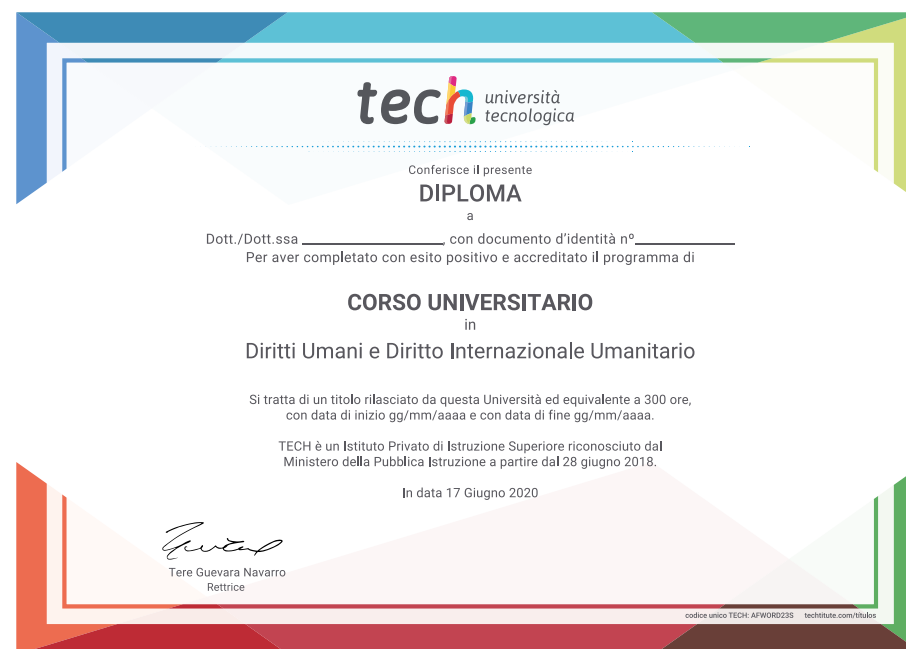 tech università
tecnologica
Conferisce il presente
DIPLOMA
a
Dott./Dott.ssa ____________________, con documento d'identità nº______________
Per aver completato con esito positivo e accreditato il programma di
CORSO UNIVERSITARIO
in
Diritti Umani e Diritto Internazionale Umanitario
Si tratta di un titolo rilasciato da questa Università ed equivalente a 300 ore,
con data di inizio gg/mm/aaaa e con data di fine gg/mm/aaaa.
TECH è un Istituto Privato di Istruzione Superiore riconosciuto dal
Ministero della Pubblica Istruzione a partire dal 28 giugno 2018.
In data 17 Giugno 2020
Tere Guevara Navarro
Rettrice
codice unico TECH: AFWORD23S techtitute.com/titulos